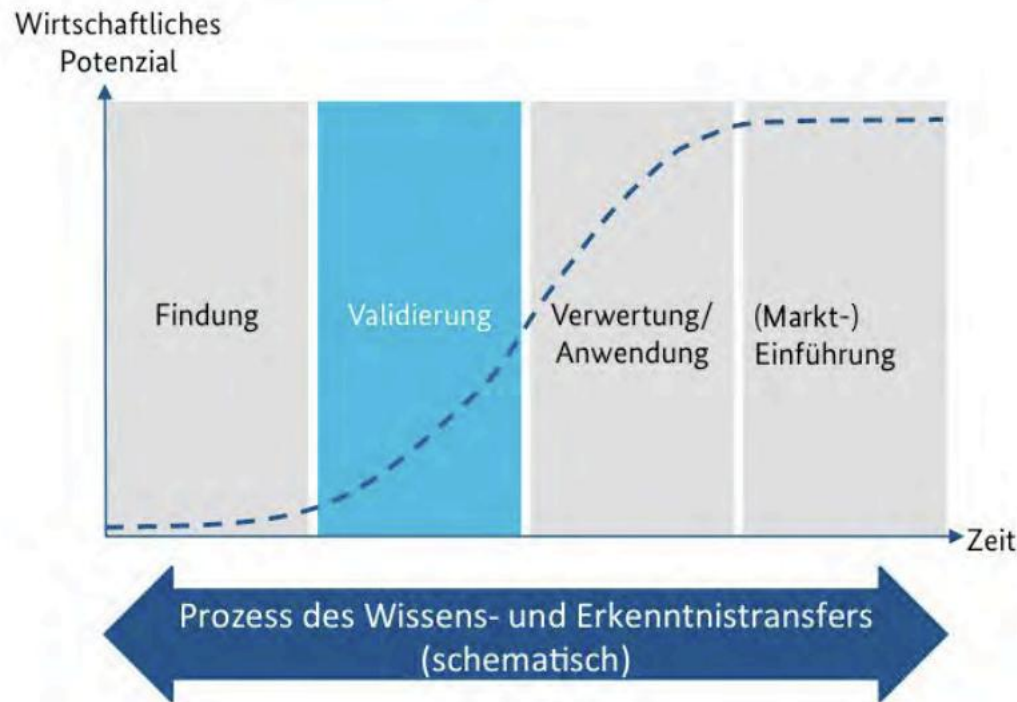 Wirtschaftliches
Potenzial
Findung
Validierung
Verwertung/
Anwendung
(Markt-)
Einführung
Zeit
Prozess des Wissens- und Erkenntnistransfers
(schematisch)